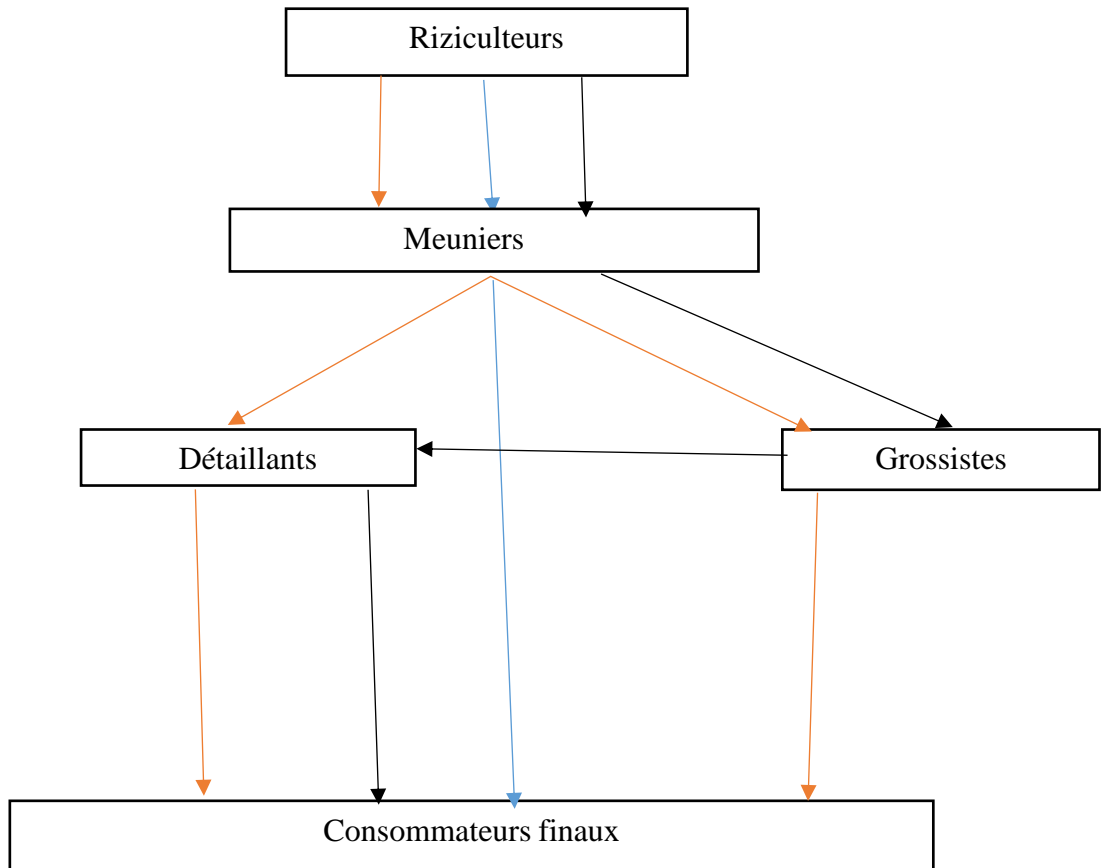 Riziculteurs
Meuniers
Détaillants
Grossistes
Consommateurs finaux